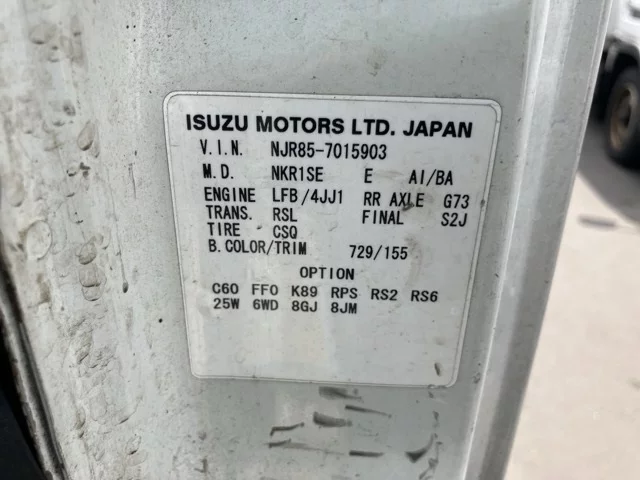 ISUZU MOTORS LTD. JAPAN
V.I.N. NJR85-7015903
M.D. NKR1SE E AI/BA
ENGINE LFB/4JJ1 RR AXLE G73
TRANS. RSL FINAL S2J
TIRE CSQ
B.COLOR/TRIM 729/155
OPTION
C60 FF0 K89 RPS RS2 RS6
25W 6WD 8GJ 8JM